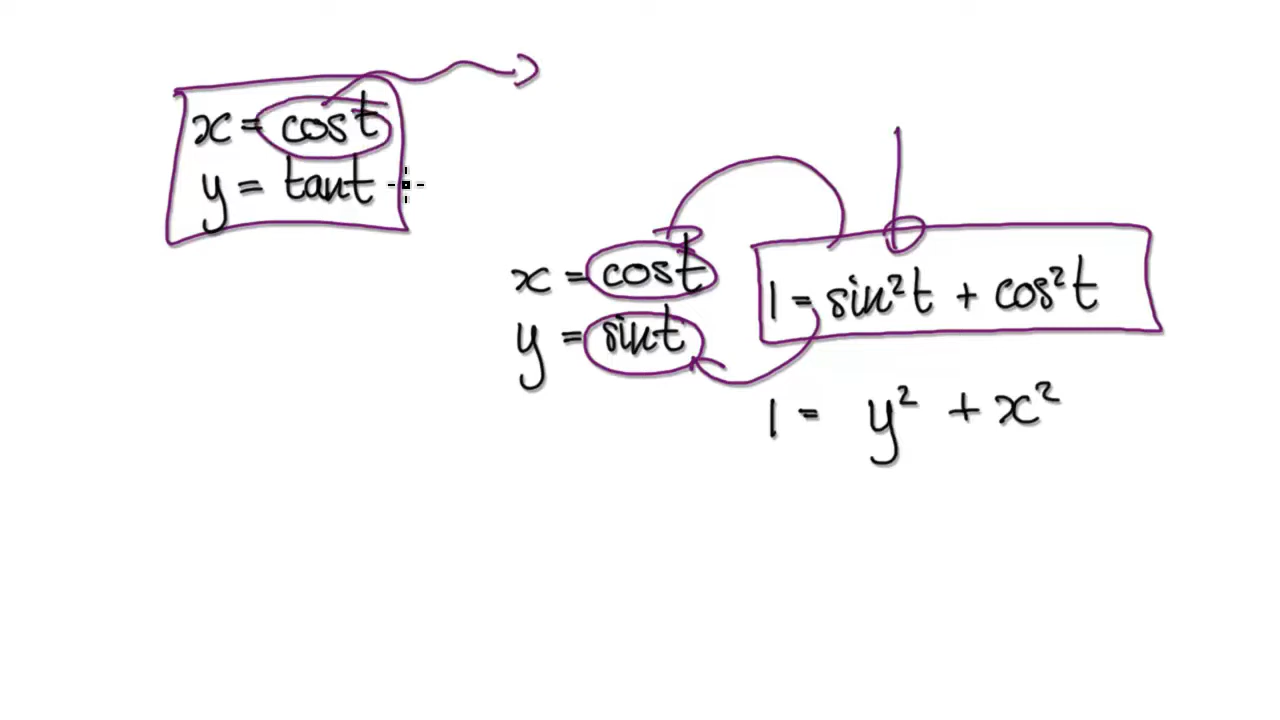 x = cos t
y = tan t
x = cos t
y = sin t
1 = sin²t + cos²t
1 = y² + x²